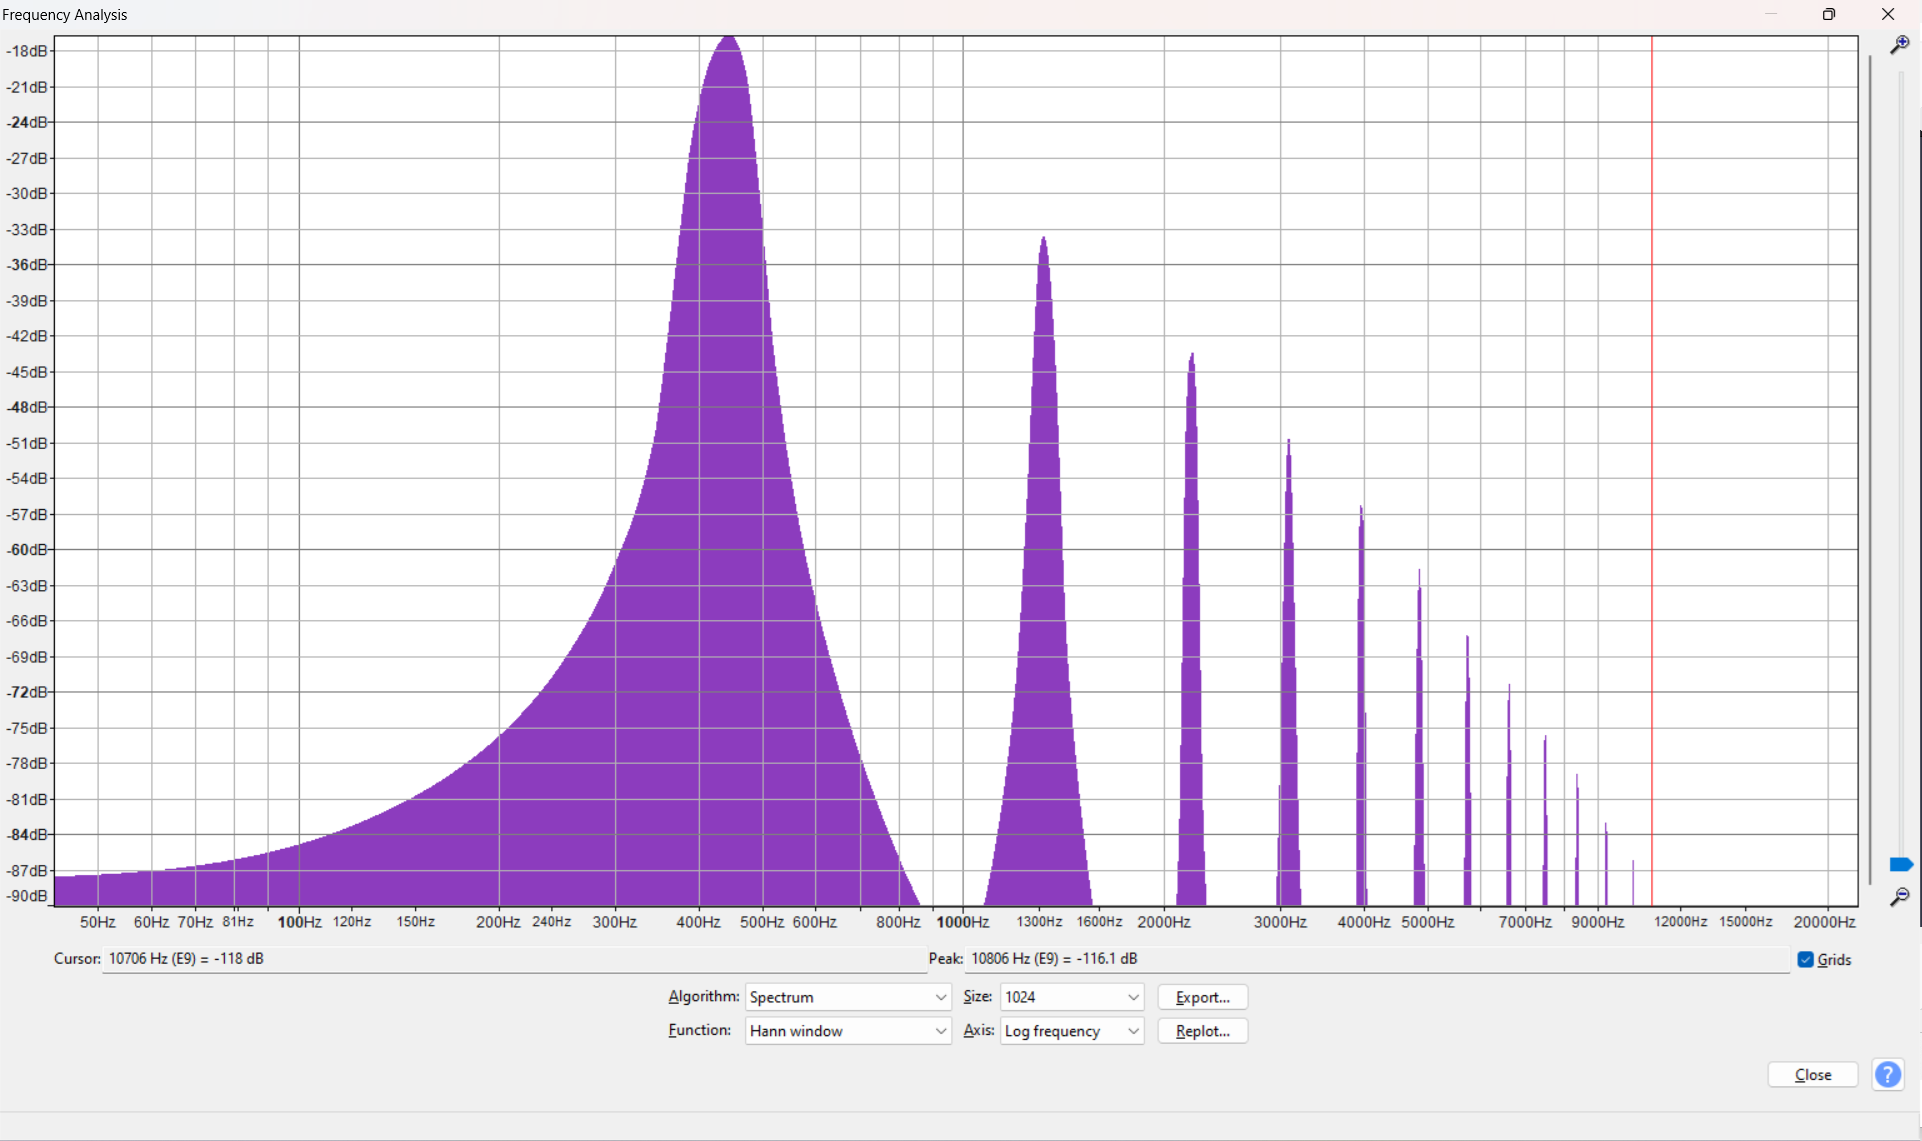 Frequency Analysis
-18dB
-21dB
-24dB
-27dB
-30dB
-33dB
-36dB
-39dB
-42dB
-45dB
-48dB
-51dB
-54dB
-57dB
-60dB
-63dB
-66dB
-69dB
-72dB
-75dB
-78dB
-81dB
-84dB
-87dB
-90dB
50Hz 60Hz 70Hz 81Hz 100Hz 120Hz 150Hz 200Hz 240Hz 300Hz 400Hz 500Hz 600Hz 800Hz 1000Hz 1300Hz 1600Hz 2000Hz 3000Hz 4000Hz 5000Hz 7000Hz 9000Hz 12000Hz 15000Hz 20000Hz
Cursor: 10706 Hz (E9) = -118 dB Peak: 10806 Hz (E9) = -116.1 dB Grids
Algorithm: Spectrum Size: 1024 Export...
Function: Hann window Axis: Log frequency Replot...
Close ?